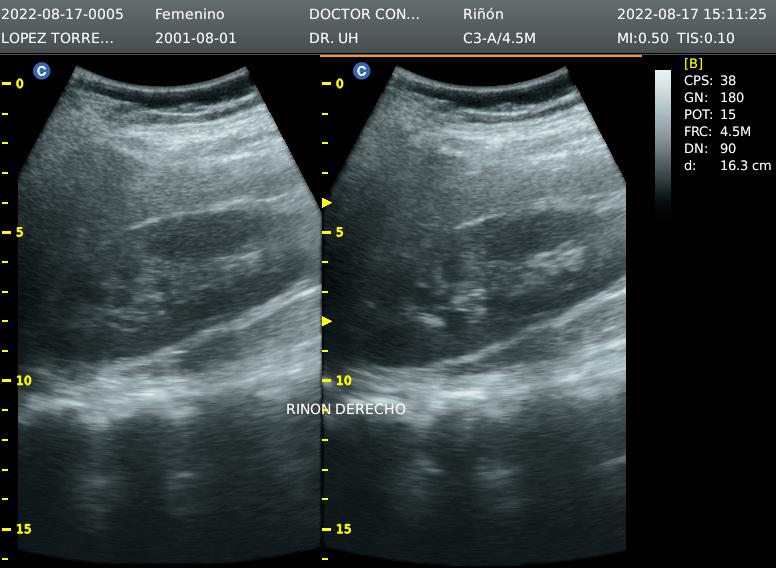 2022-08-17-0005 Femenino DOCTOR CON... Riñón 2022-08-17 15:11:25
LOPEZ TORRE... 2001-08-01 DR. UH C3-A/4.5M MI:0.50 TIS:0.10
C C [B]
0 0 CPS: 38
GN: 180
POT: 15
FRC: 4.5M
DN: 90
d: 16.3 cm
5 5
10 10
RINON DERECHO
15 15